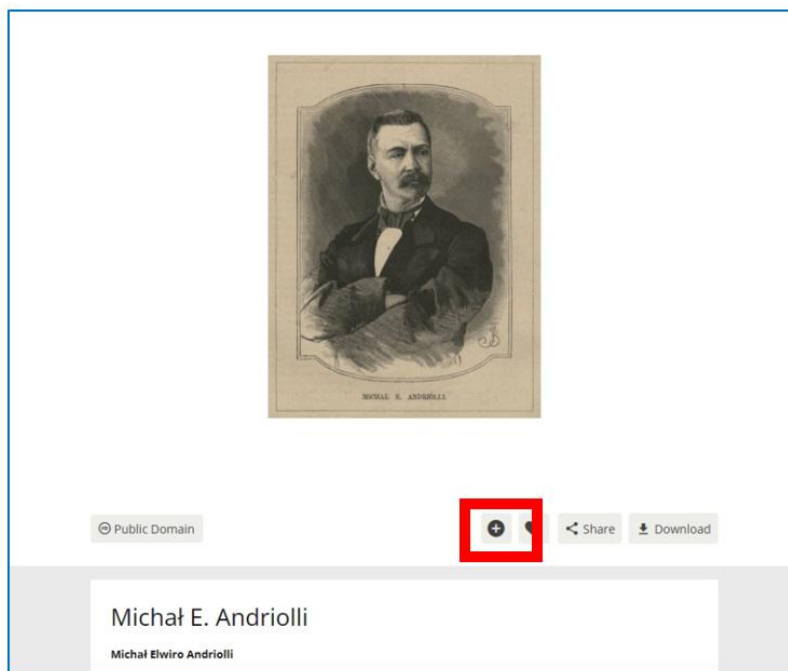 MICHAŁ E. ANDRIOLLI.
Public Domain
Share
Download
Michał E. Andriolli
Michał Elwiro Andriolli